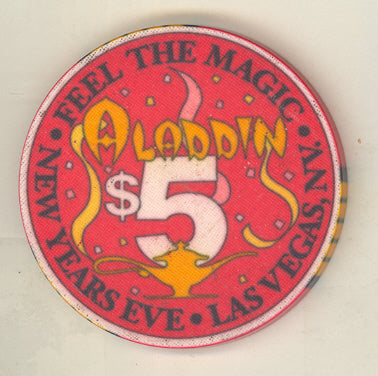 • FEEL THE MAGIC •
ALADDIN
$5
NEW YEARS EVE • LAS VEGAS, NV.